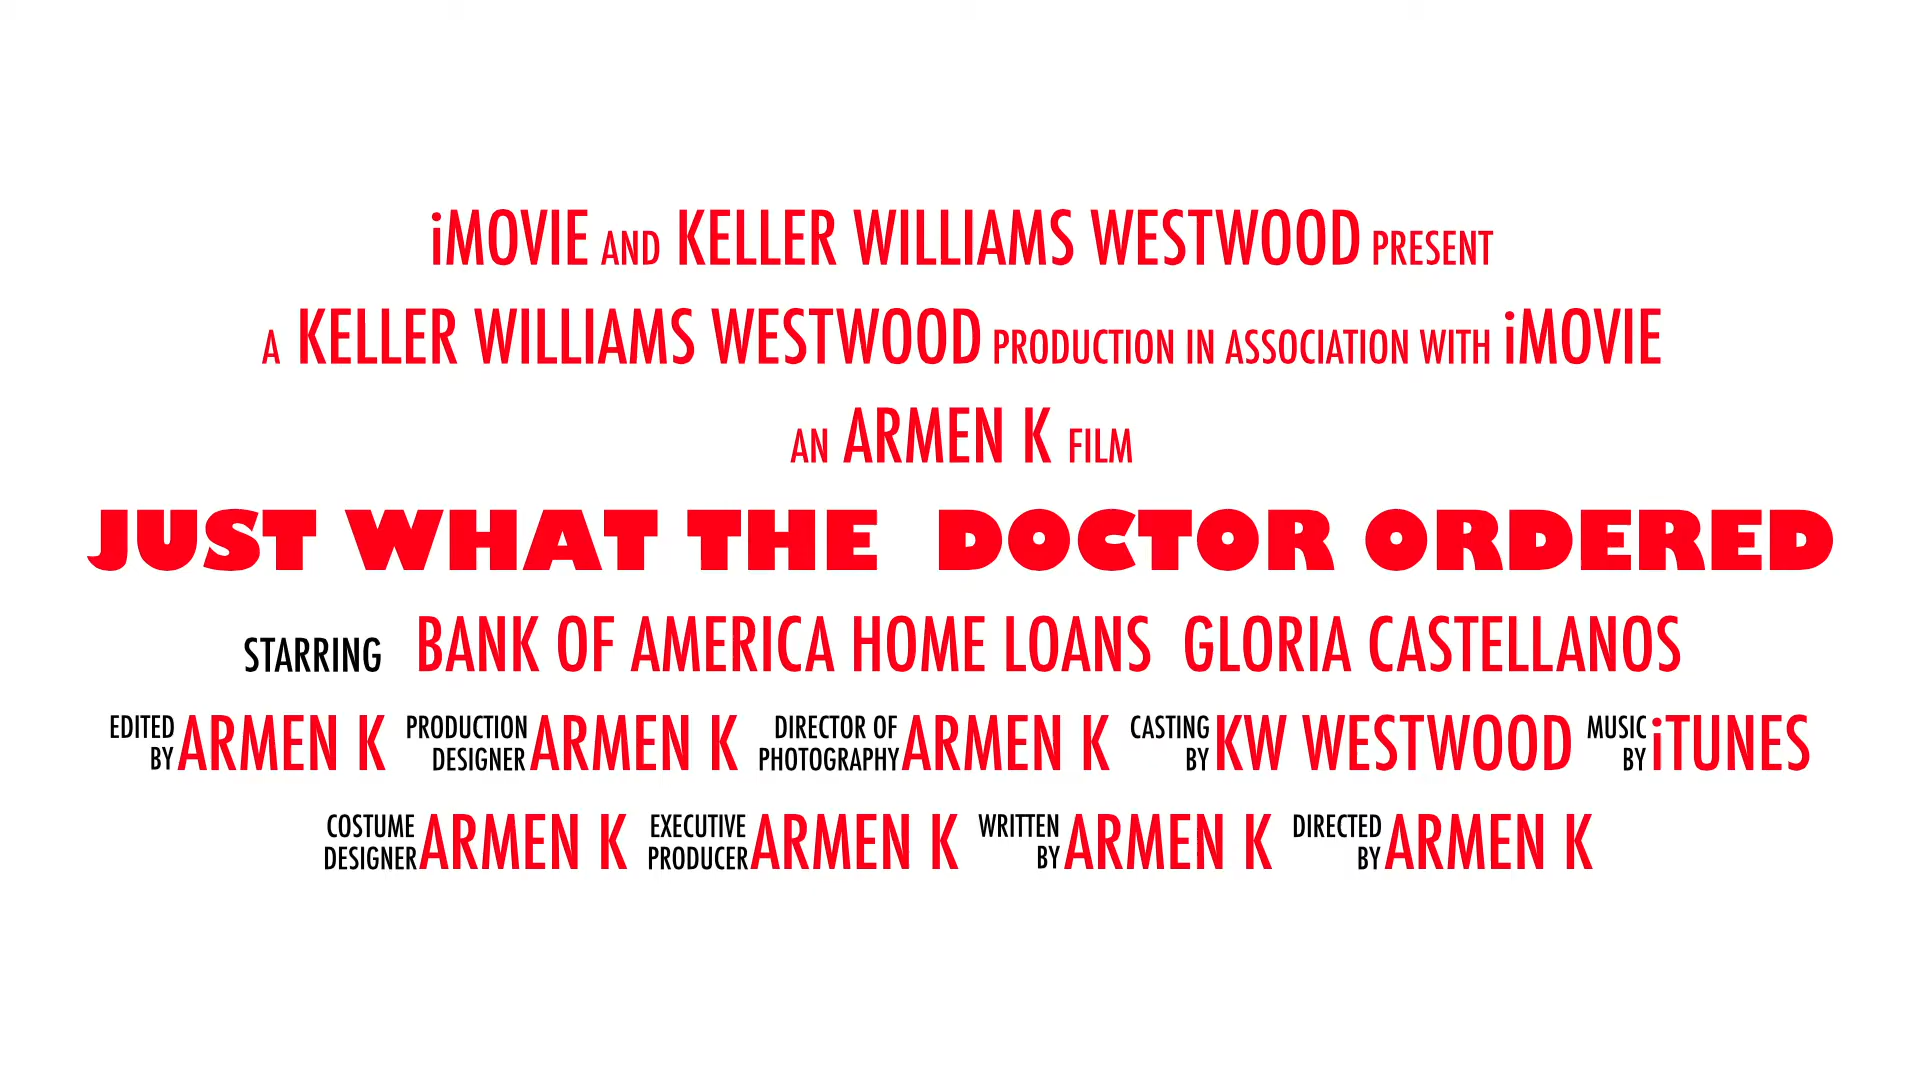 iMOVIE AND KELLER WILLIAMS WESTWOOD PRESENT
A KELLER WILLIAMS WESTWOOD PRODUCTION IN ASSOCIATION WITH iMOVIE
AN ARMEN K FILM
JUST WHAT THE DOCTOR ORDERED
STARRING BANK OF AMERICA HOME LOANS GLORIA CASTELLANOS
EDITED BY ARMEN K PRODUCTION DESIGNER ARMEN K DIRECTOR OF PHOTOGRAPHY ARMEN K CASTING BY KW WESTWOOD MUSIC BY iTUNES
COSTUME DESIGNER ARMEN K EXECUTIVE PRODUCER ARMEN K WRITTEN BY ARMEN K DIRECTED BY ARMEN K